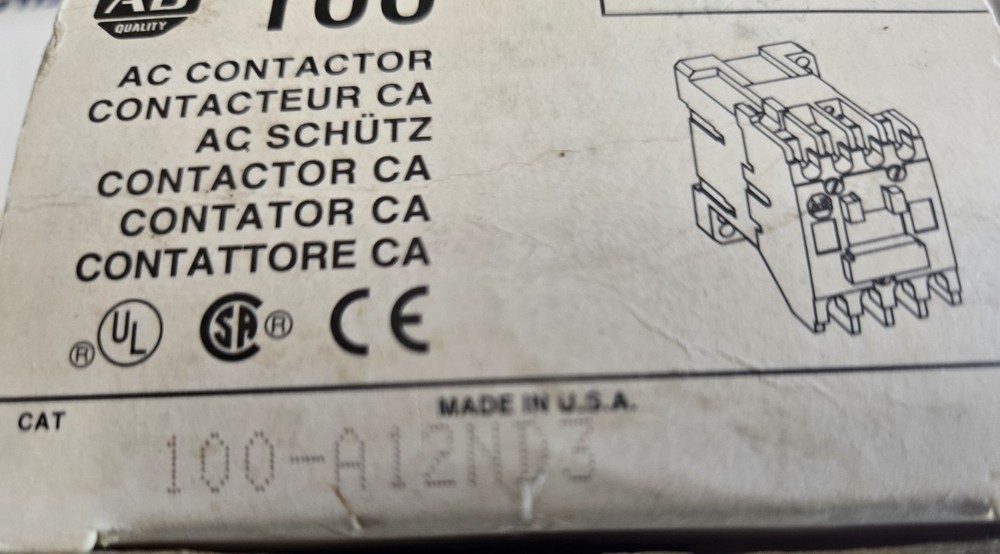 AB
QUALITY
100
AC CONTACTOR
CONTACTEUR CA
AC SCHÜTZ
CONTACTOR CA
CONTATOR CA
CONTATTORE CA
UL® SA® CE
MADE IN U.S.A.
CAT
100-A12ND3